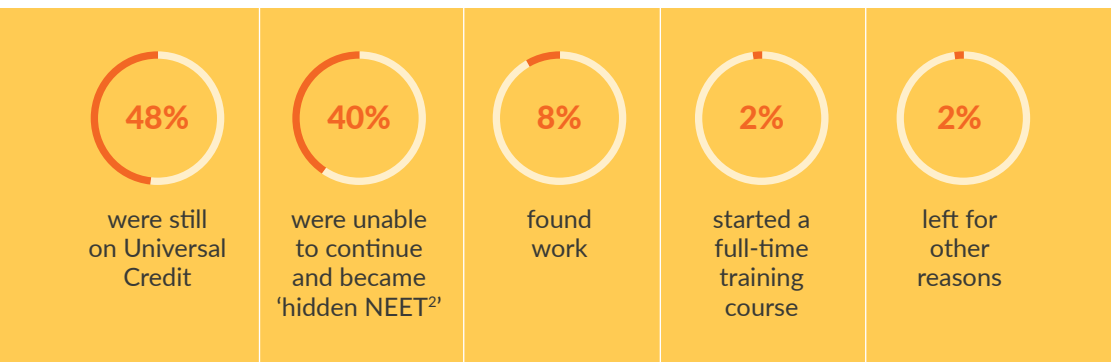 48%
were still
on Universal
Credit
40%
were unable
to continue
and became
‘hidden NEET²’
8%
found
work
2%
started a
full-time
training
course
2%
left for
other
reasons